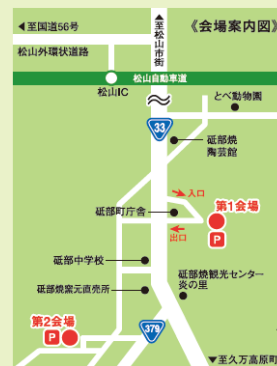 ◀至国道56号
▲至松山市街
《会場案内図》
松山外環状道路
松山自動車道
松山IC
とべ動物園
33
砥部焼
陶芸館
入口
第1会場
砥部町庁舎
出口
P
砥部中学校
砥部焼観光センター
炎の里
砥部焼窯元直売所
第2会場
P
379
▼至久万高原町